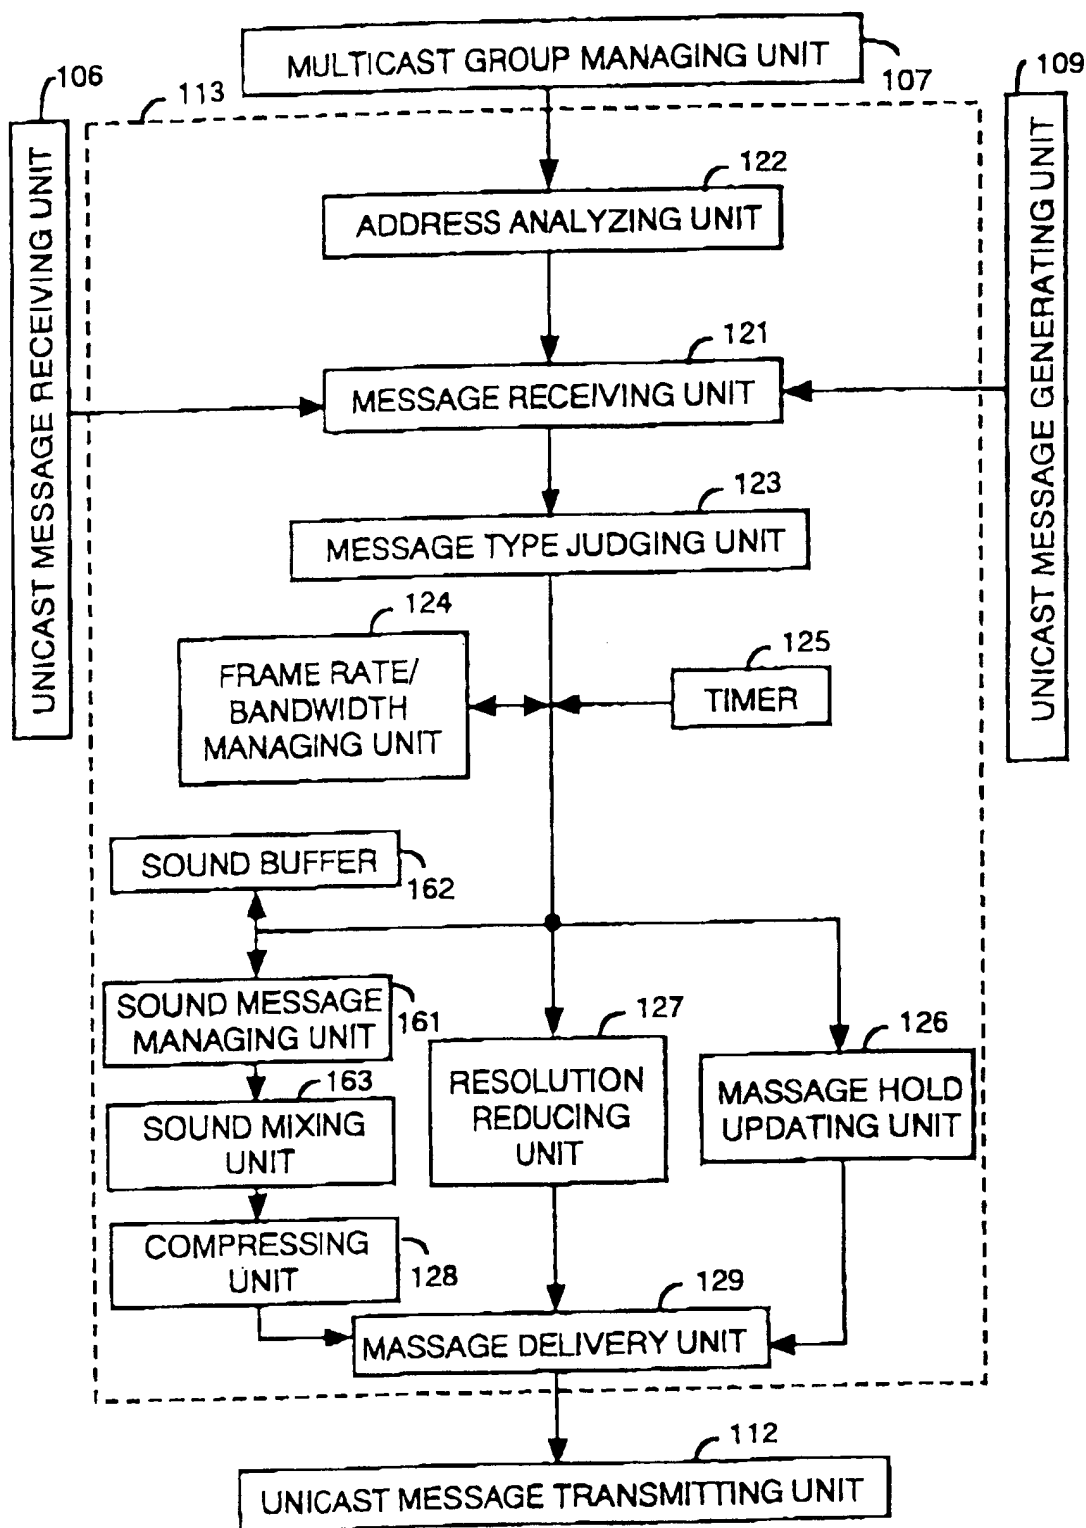 MULTICAST GROUP MANAGING UNIT
107
106
UNICAST MESSAGE RECEIVING UNIT
113
109
UNICAST MESSAGE GENERATING UNIT
122
ADDRESS ANALYZING UNIT
121
MESSAGE RECEIVING UNIT
123
MESSAGE TYPE JUDGING UNIT
124
FRAME RATE/
BANDWIDTH
MANAGING UNIT
125
TIMER
SOUND BUFFER
162
SOUND MESSAGE
MANAGING UNIT
161
127
RESOLUTION
REDUCING
UNIT
126
MASSAGE HOLD
UPDATING UNIT
163
SOUND MIXING
UNIT
COMPRESSING
UNIT
128
129
MASSAGE DELIVERY UNIT
112
UNICAST MESSAGE TRANSMITTING UNIT